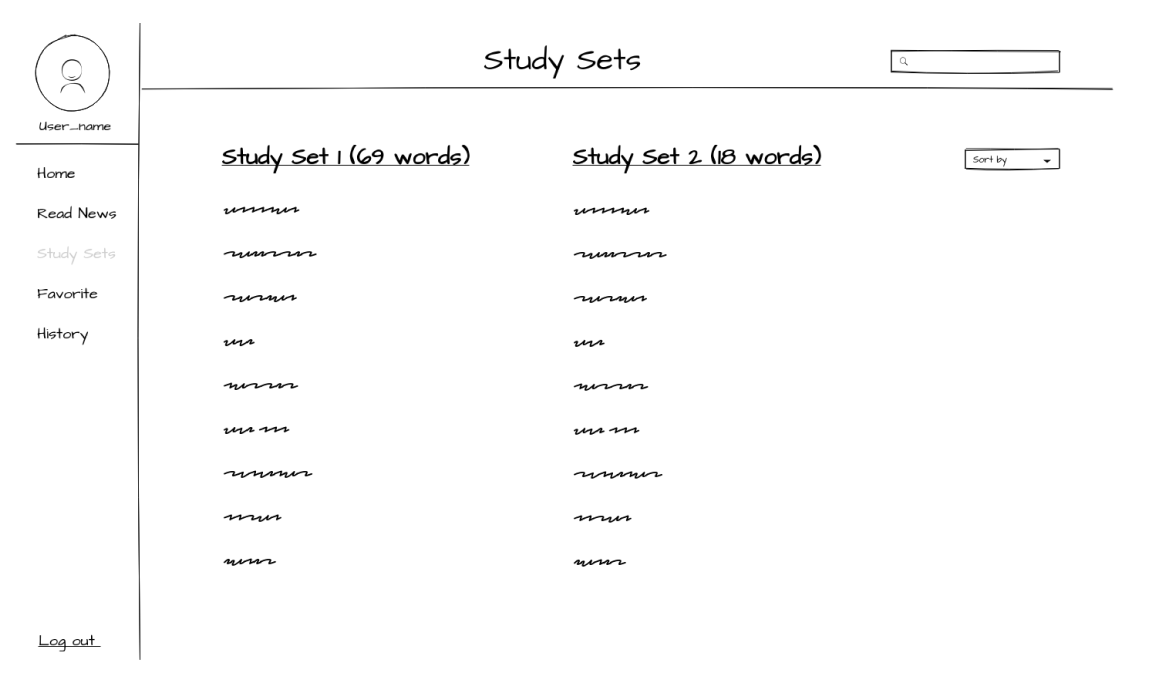 Study Sets
User_name
Home
Read News
Study Sets
Favorite
History
Log out
Study Set 1 (69 words)
Study Set 2 (18 words)
Sort by